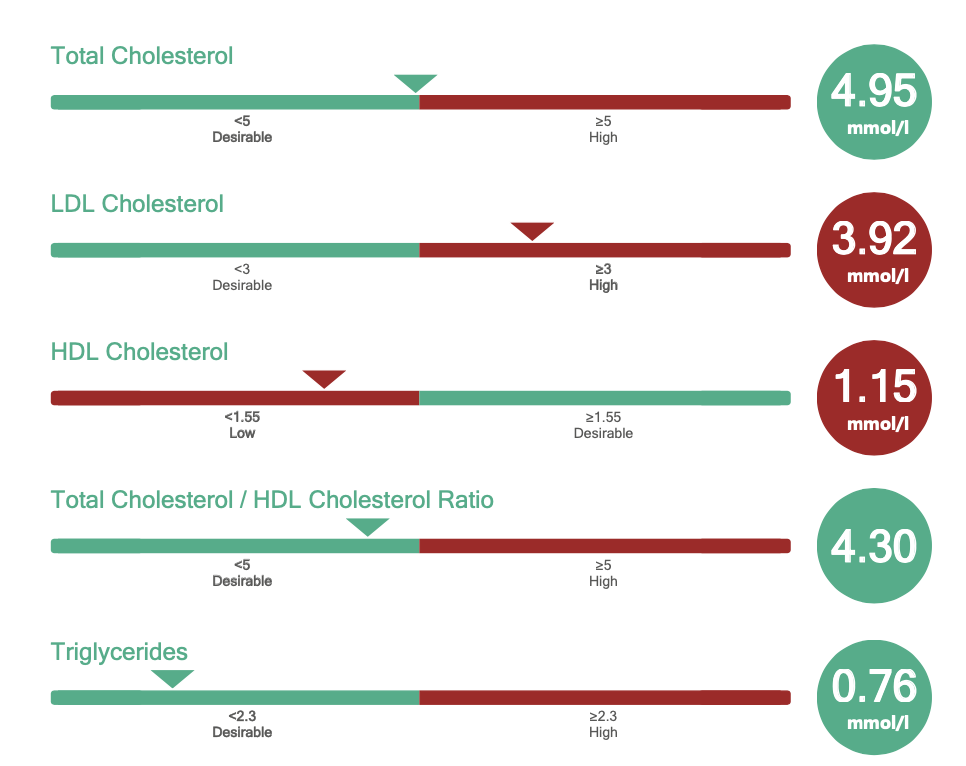 Total Cholesterol
4.95
mmol/l
<5
Desirable
≥5
High
LDL Cholesterol
3.92
mmol/l
<3
Desirable
≥3
High
HDL Cholesterol
1.15
mmol/l
<1.55
Low
≥1.55
Desirable
Total Cholesterol / HDL Cholesterol Ratio
4.30
<5
Desirable
≥5
High
Triglycerides
0.76
mmol/l
<2.3
Desirable
≥2.3
High